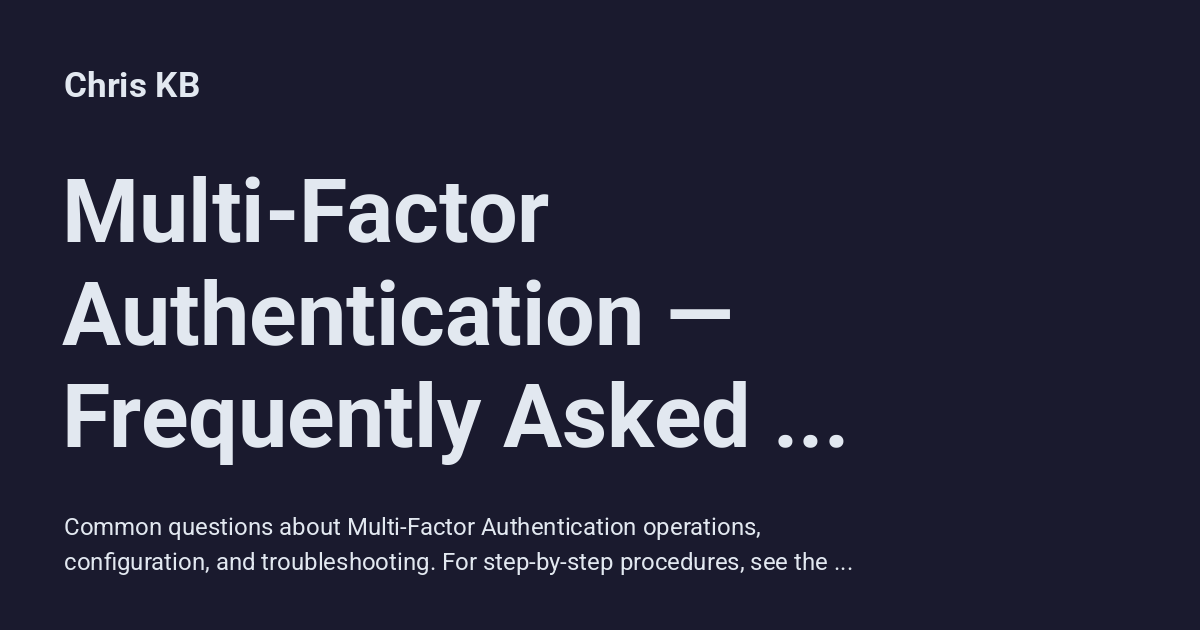 Chris KB
Multi-Factor
Authentication —
Frequently Asked ...
Common questions about Multi-Factor Authentication operations,
configuration, and troubleshooting. For step-by-step procedures, see the ...